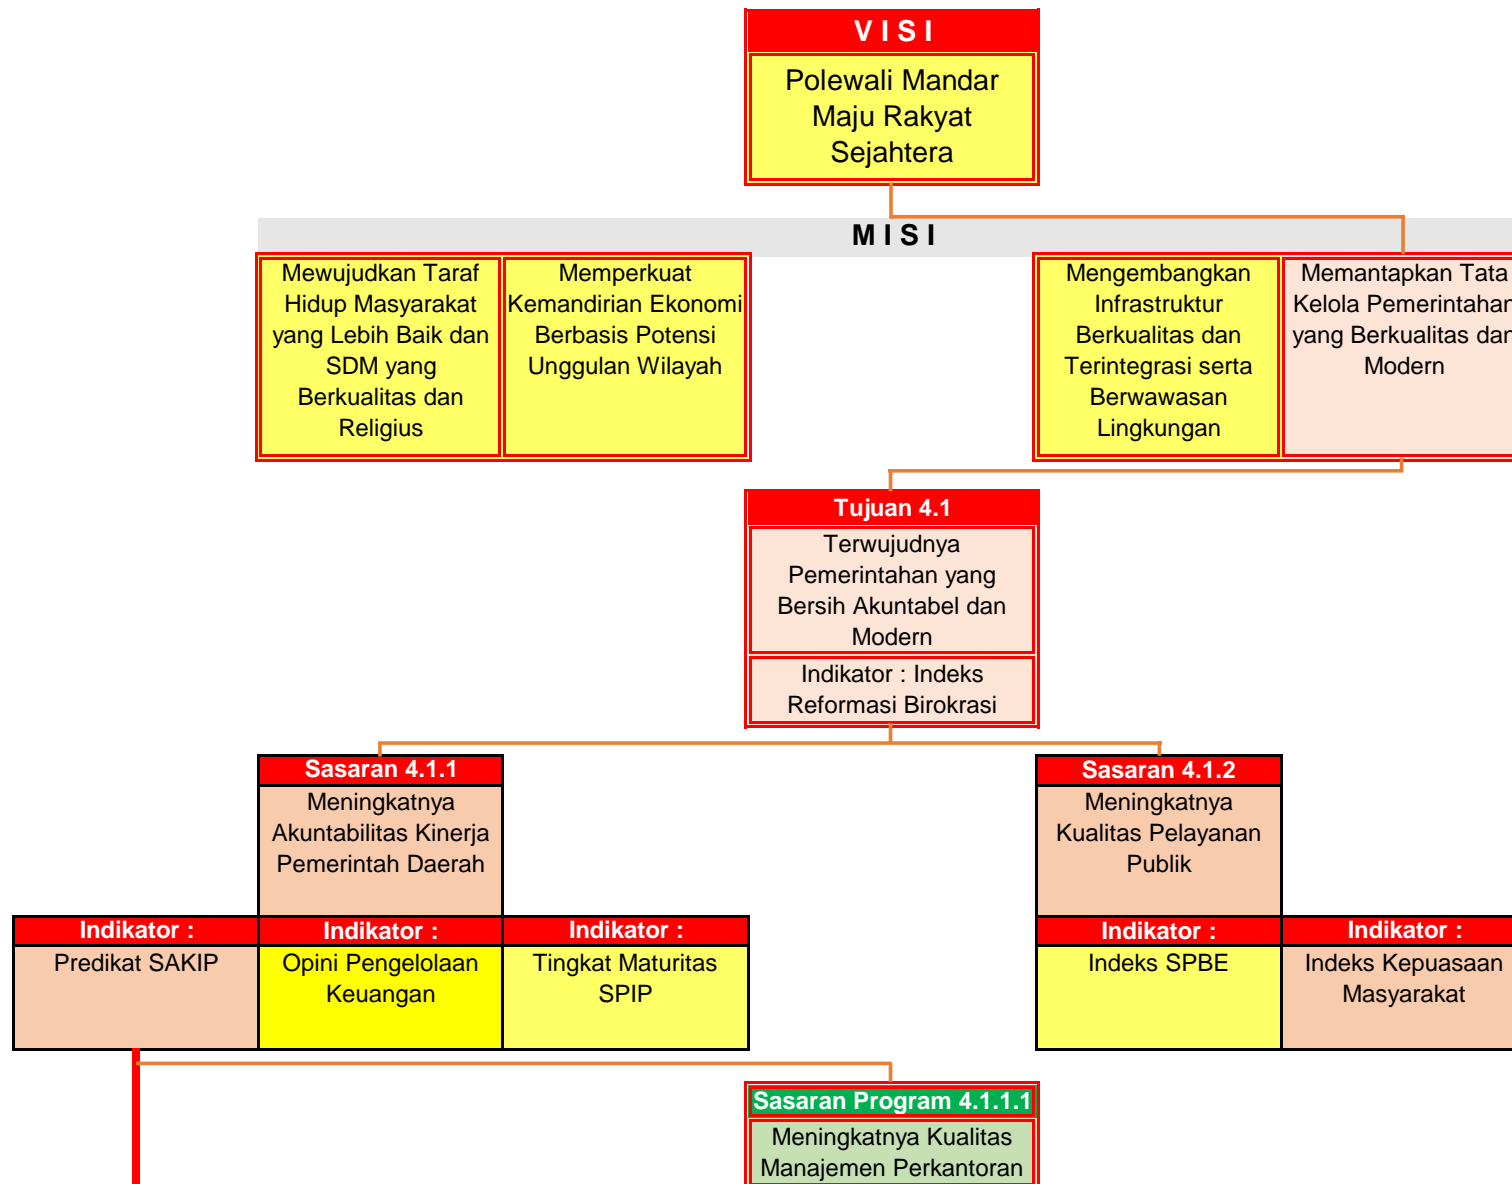 V I S I
Polewali Mandar
Maju Rakyat
Sejahtera
M I S I
Mewujudkan Taraf
Hidup Masyarakat
yang Lebih Baik dan
SDM yang
Berkualitas dan
Religius
Memperkuat
Kemandirian Ekonomi
Berbasis Potensi
Unggulan Wilayah
Mengembangkan
Infrastruktur
Berkualitas dan
Terintegrasi serta
Berwawasan
Lingkungan
Memantapkan Tata
Kelola Pemerintahan
yang Berkualitas dan
Modern
Tujuan 4.1
Terwujudnya
Pemerintahan yang
Bersih Akuntabel dan
Modern
Indikator : Indeks
Reformasi Birokrasi
Sasaran 4.1.1
Meningkatnya
Akuntabilitas Kinerja
Pemerintah Daerah
Sasaran 4.1.2
Meningkatnya
Kualitas Pelayanan
Publik
Indikator :
Predikat SAKIP
Indikator :
Opini Pengelolaan
Keuangan
Indikator :
Tingkat Maturitas
SPIP
Indikator :
Indeks SPBE
Indikator :
Indeks Kepuasaan
Masyarakat
Sasaran Program 4.1.1.1
Meningkatnya Kualitas
Manajemen Perkantoran